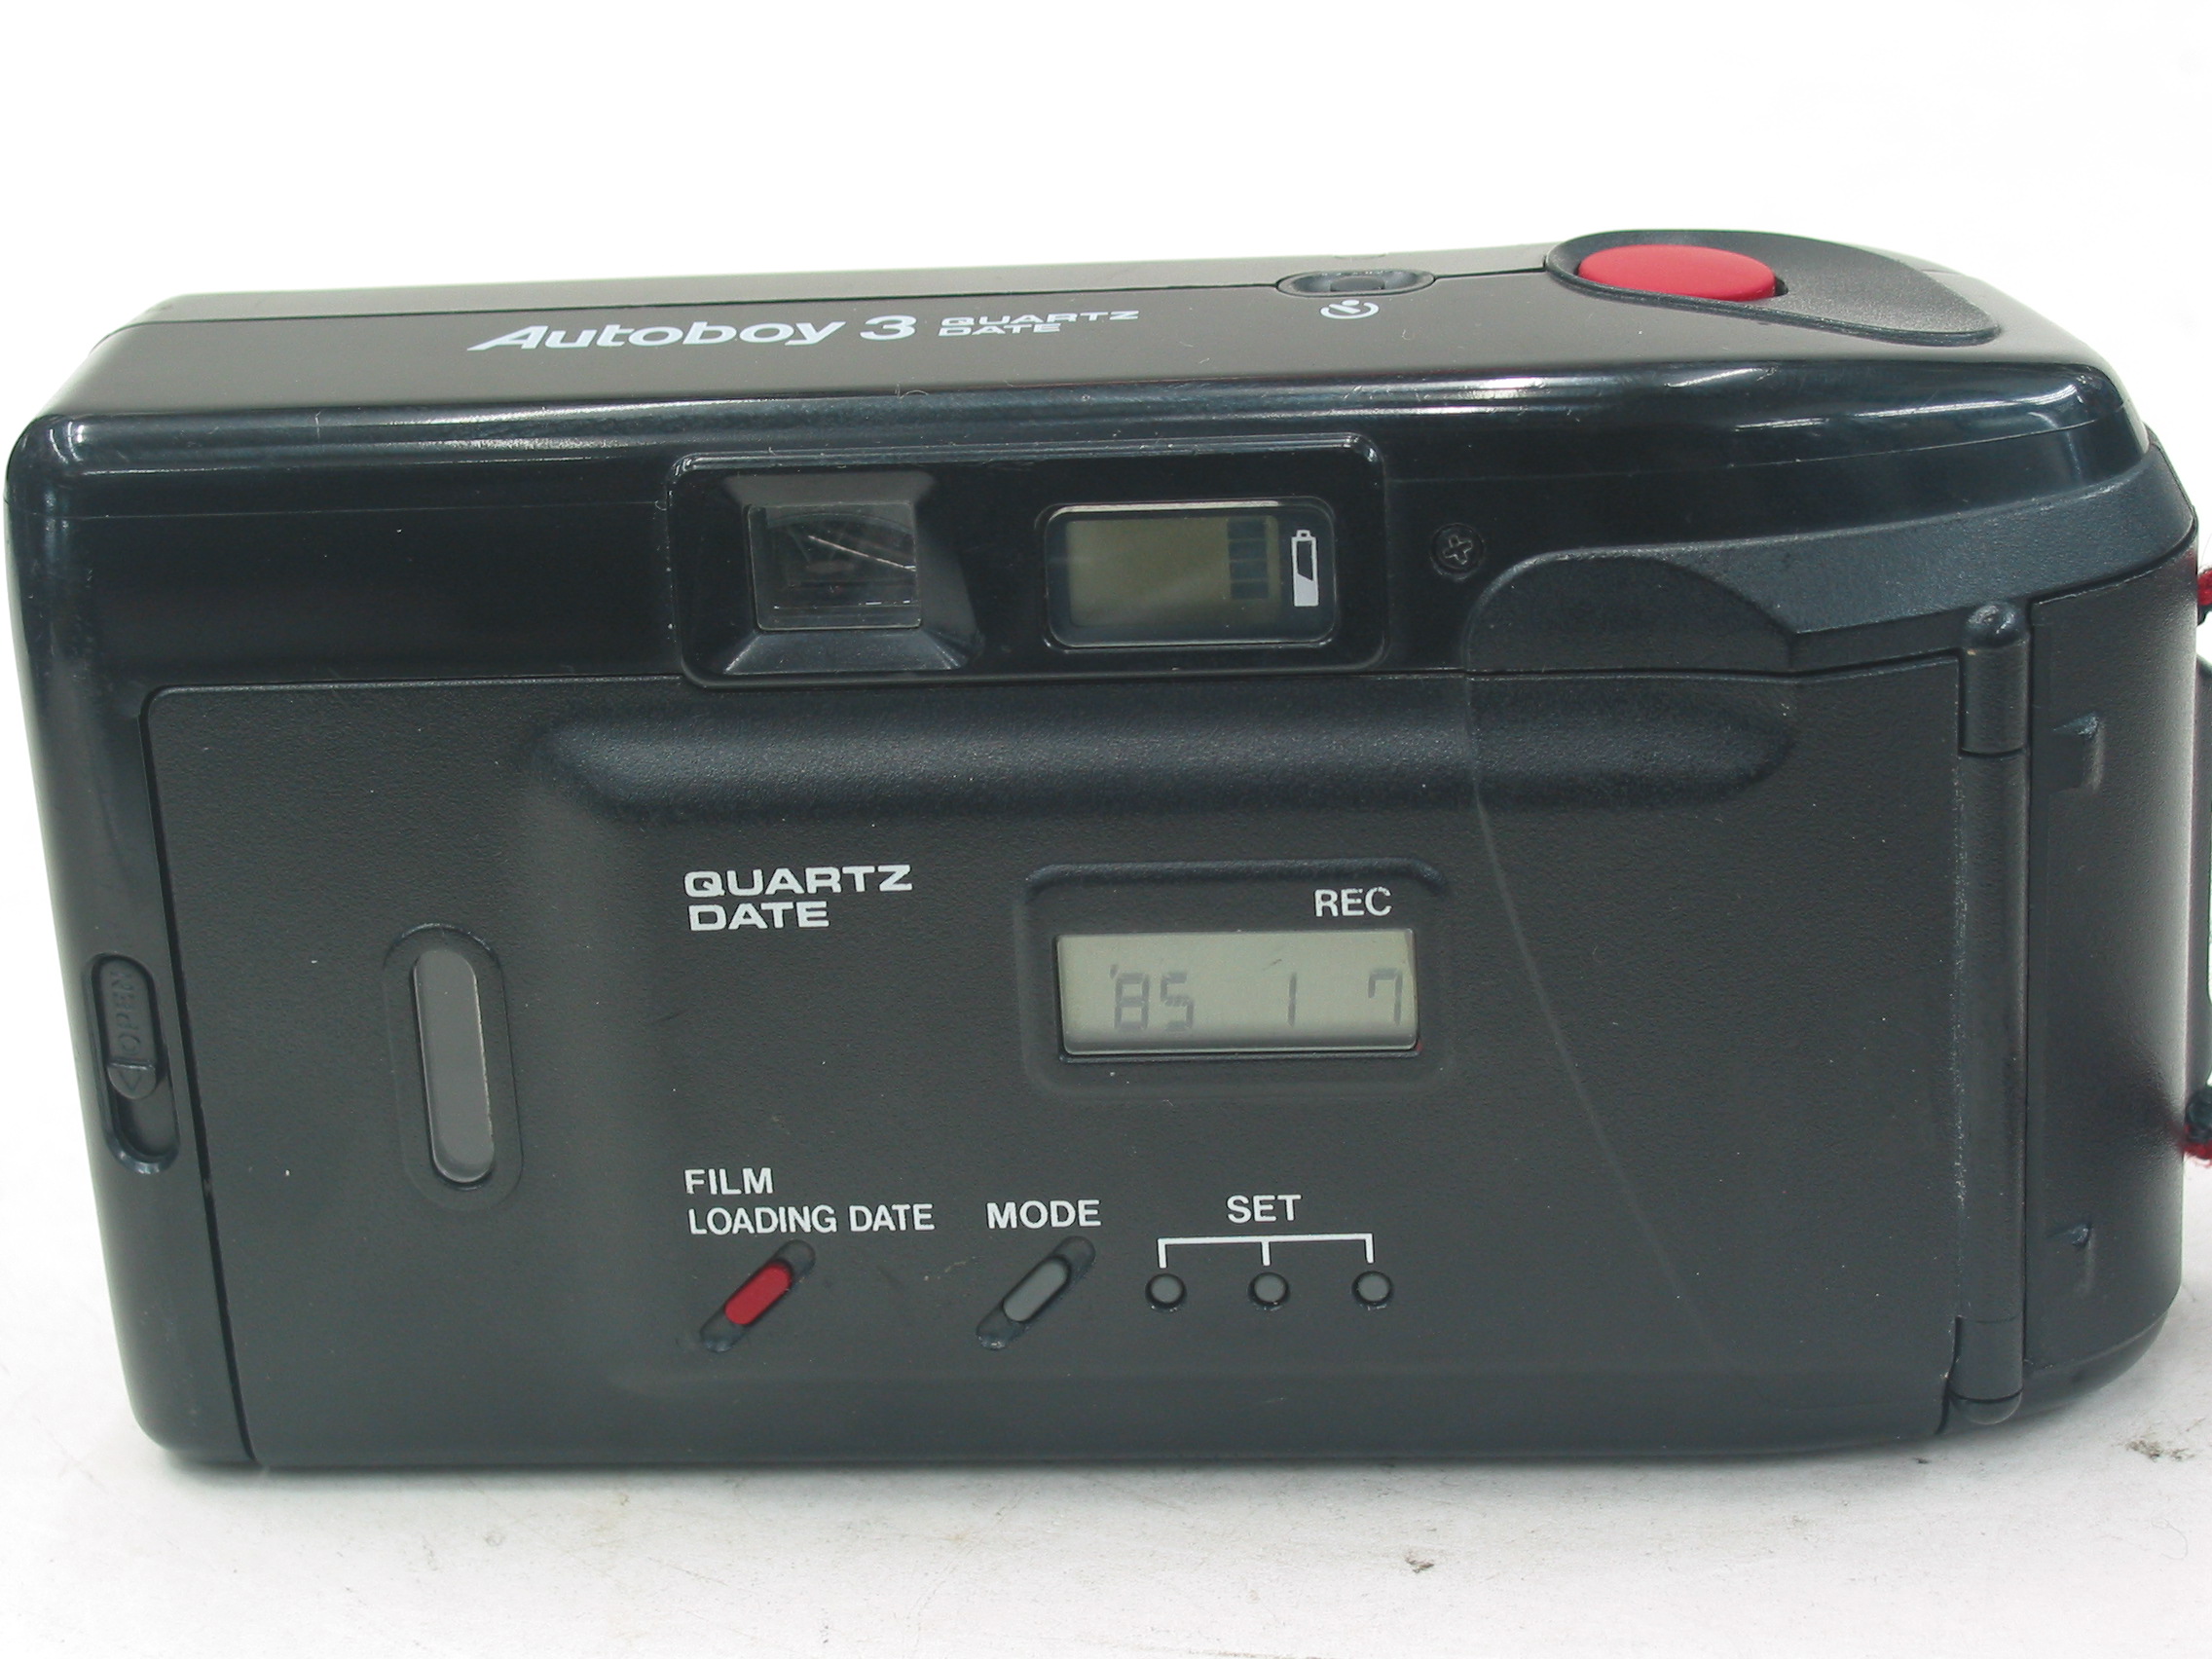 Autoboy 3 QUARTZ
DATE
QUARTZ
DATE
REC
'85 1 7
OPEN
FILM
LOADING DATE
MODE
SET